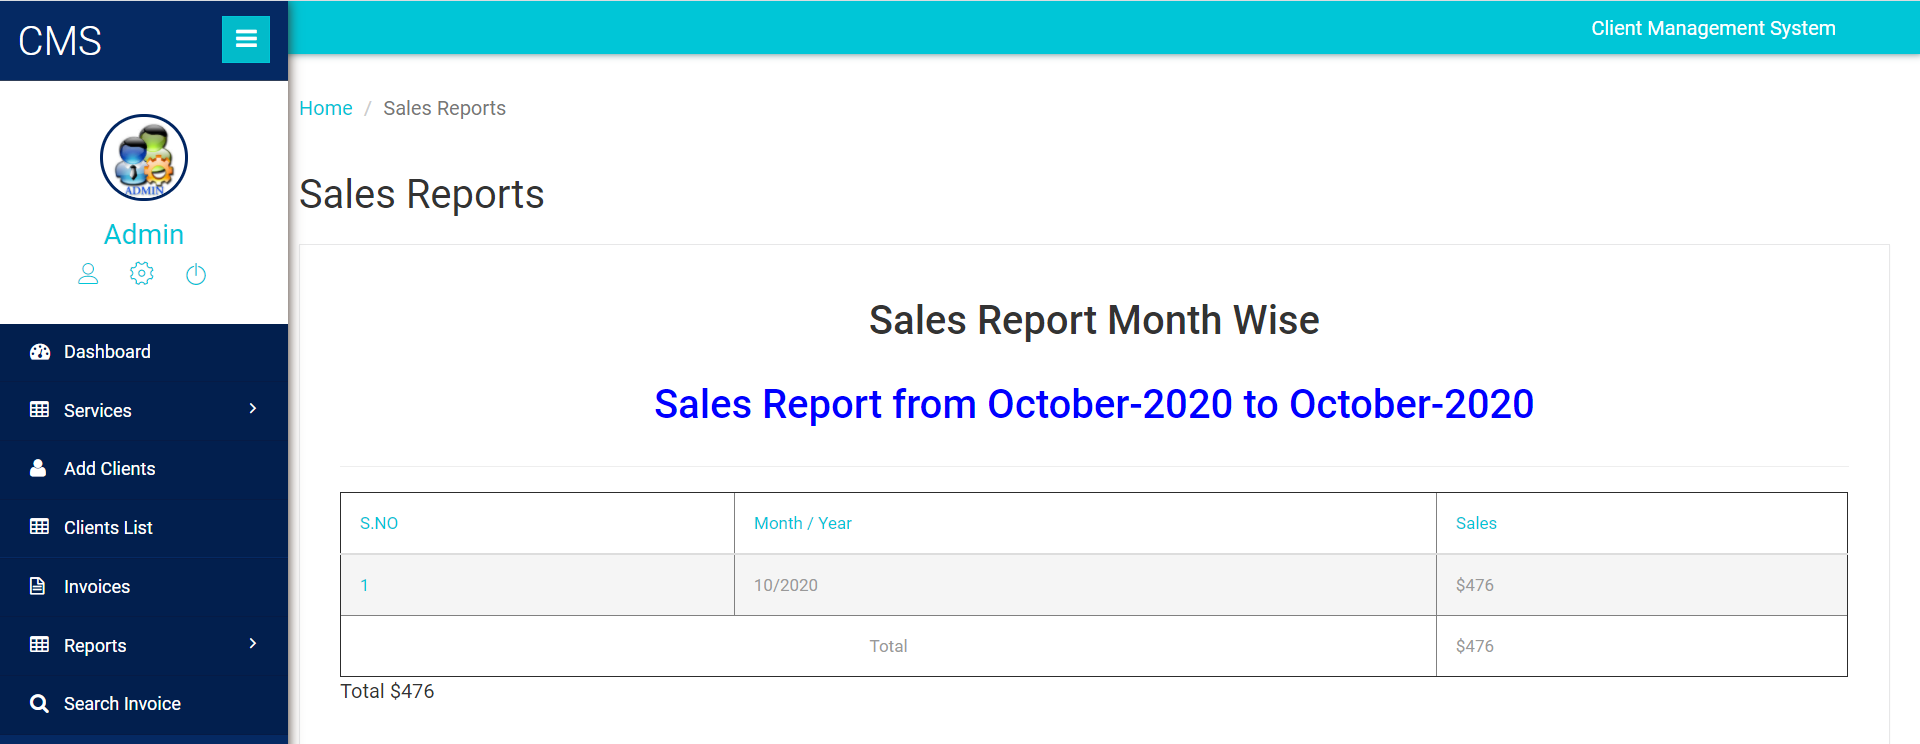 CMS
Client Management System
ADMIN
Admin
Dashboard
Services
Add Clients
Clients List
Invoices
Reports
Search Invoice
Home / Sales Reports
Sales Reports
Sales Report Month Wise
Sales Report from October-2020 to October-2020
S.NO Month / Year Sales
1 10/2020 $476
Total $476
Total $476